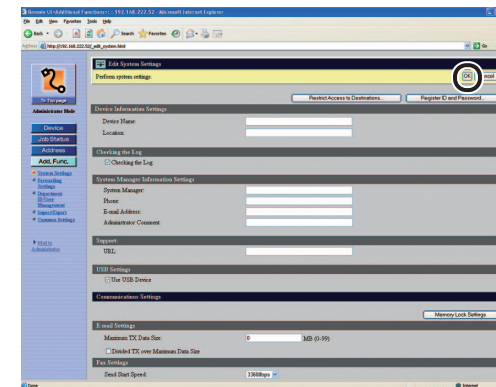 Remote UI <Additional Functions> : : 192.168.222.52 - Microsoft Internet Explorer
File Edit View Favorites Tools Help
Back
Search
Favorites
Address
http://192.168.222.52/_edit_system.html
Go
To Top page
Administrator Mode
Device
Job Status
Address
Add. Func.
System Settings
Forwarding
Settings
Department
ID/User
Management
Import/Export
Custom Settings
Mail to
Administrator
Edit System Settings
Perform system settings.
OK
Restrict Access to Destinations...
Register ID and Password...
Device Information Settings
Device Name:
Location:
Checking the Log
Checking the Log
System Manager Information Settings
System Manager:
Phone:
E-mail Address:
Administrator Comment:
Support:
URL:
USB Settings
Use USB Device
Communications Settings
Memory Lock Settings
E-mail Settings
Maximum TX Data Size:
0
MB (0-99)
Divided TX over Maximum Data Size
Fax Settings
Send Start Speed:
33600bps
Done
Internet